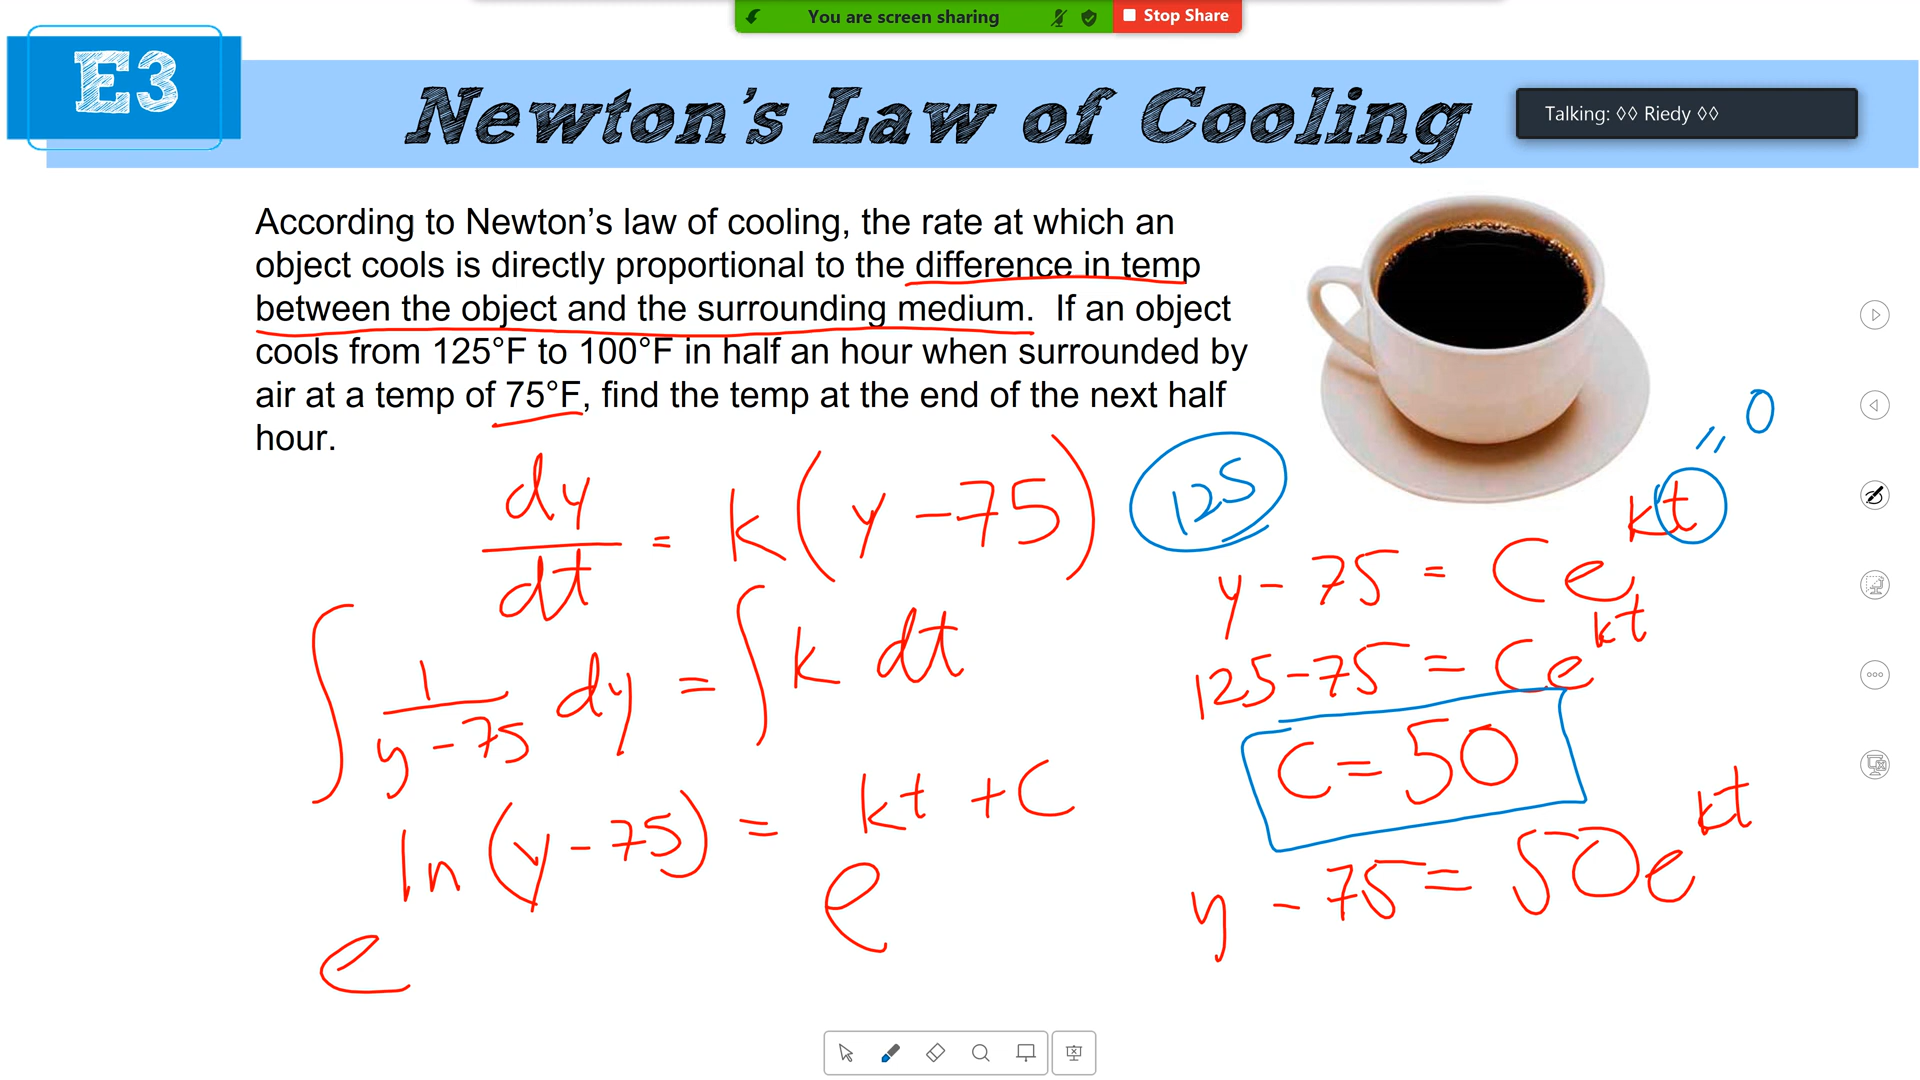 You are screen sharing
Stop Share
E3
Newton's Law of Cooling
Talking: ◊◊ Riedy ◊◊
According to Newton's law of cooling, the rate at which an
object cools is directly proportional to the difference in temp
between the object and the surrounding medium. If an object
cools from 125°F to 100°F in half an hour when surrounded by
air at a temp of 75°F, find the temp at the end of the next half
hour.
dy/dt = k(y - 75)
∫ 1/(y - 75) dy = ∫ k dt
ln(y - 75) = kt + C
e e
125
= 0
y - 75 = Ce^kt
125 - 75 = Ce^kt
C = 50
y - 75 = 50e^kt